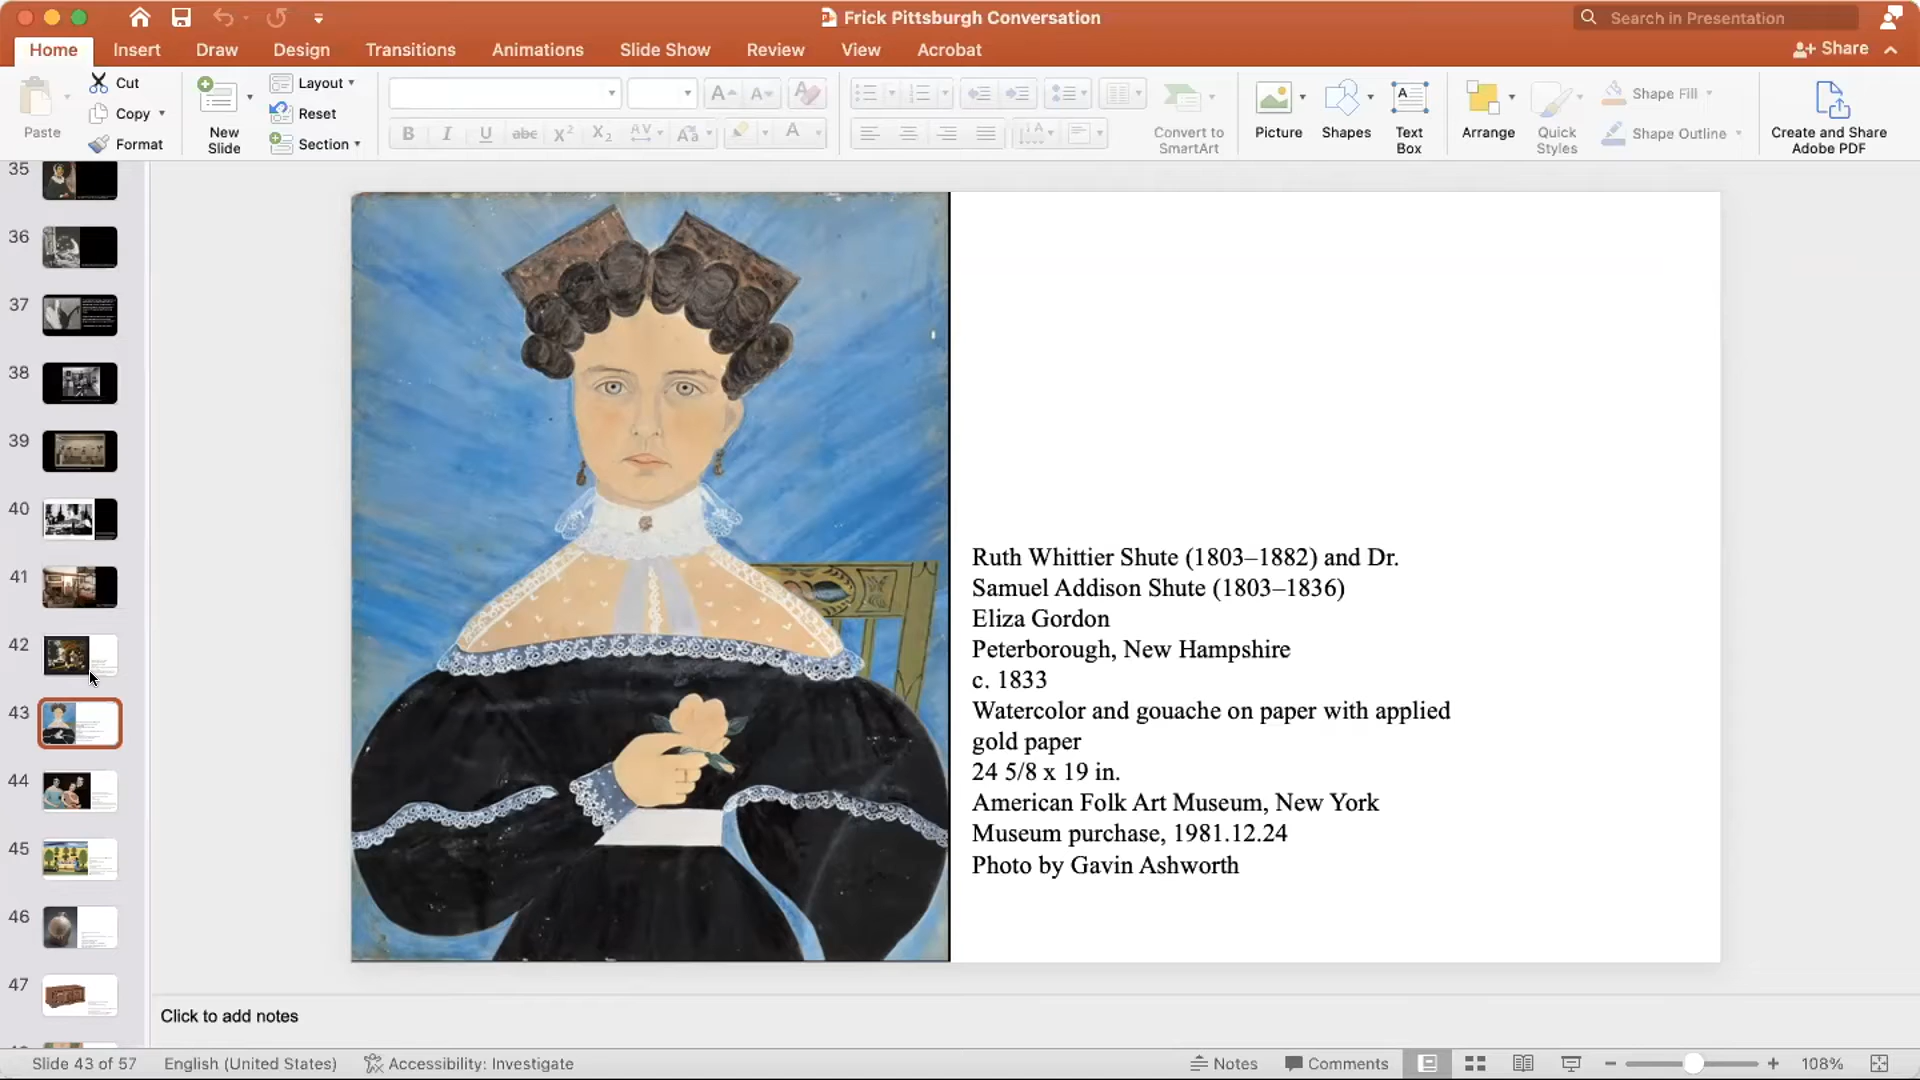 Frick Pittsburgh Conversation
Search in Presentation
Home Insert Draw Design Transitions Animations Slide Show Review View Acrobat
Share
Paste
Cut
Copy
Format
New Slide
Layout
Reset
Section
Convert to SmartArt
Picture
Shapes
Text Box
Arrange
Quick Styles
Shape Fill
Shape Outline
Create and Share Adobe PDF
35
36
37
38
39
40
41
42
43
44
45
46
47
Ruth Whittier Shute (1803–1882) and Dr.
Samuel Addison Shute (1803–1836)
Eliza Gordon
Peterborough, New Hampshire
c. 1833
Watercolor and gouache on paper with applied
gold paper
24 5/8 x 19 in.
American Folk Art Museum, New York
Museum purchase, 1981.12.24
Photo by Gavin Ashworth
Click to add notes
Slide 43 of 57 English (United States) Accessibility: Investigate Notes Comments 108%